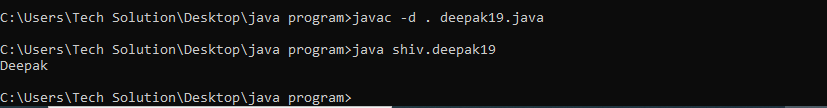 C:\Users\Tech Solution\Desktop\java program>javac -d . deepak19.java
C:\Users\Tech Solution\Desktop\java program>java shiv.deepak19
Deepak
C:\Users\Tech Solution\Desktop\java program>